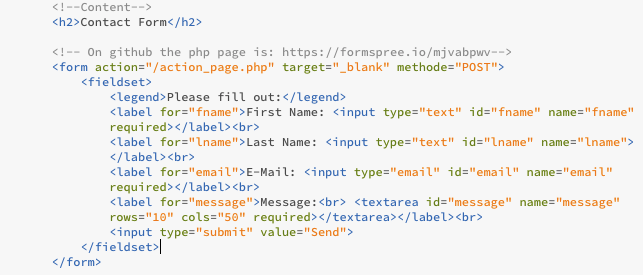 <!--Content-->
<h2>Contact Form</h2>
<!-- On github the php page is: https://formspree.io/mjvabpwv-->
<form action="/action_page.php" target="_blank" methode="POST">
<fieldset>
<legend>Please fill out:</legend>
<label for="fname">First Name: <input type="text" id="fname" name="fname"
required></label><br>
<label for="lname">Last Name: <input type="text" id="lname" name="lname">
</label><br>
<label for="email">E-Mail: <input type="email" id="email" name="email"
required></label><br>
<label for="message">Message:<br> <textarea id="message" name="message"
rows="10" cols="50" required></textarea></label><br>
<input type="submit" value="Send">
</fieldset>
</form>